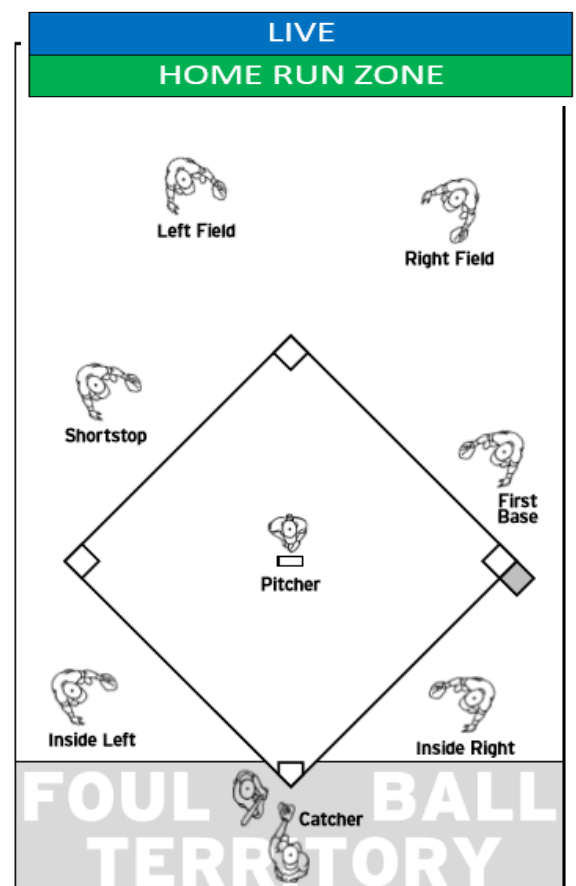 LIVE
HOME RUN ZONE
Left Field
Right Field
Shortstop
First
Base
Pitcher
Inside Left
Inside Right
FOUL BALL
Catcher
TERRITORY